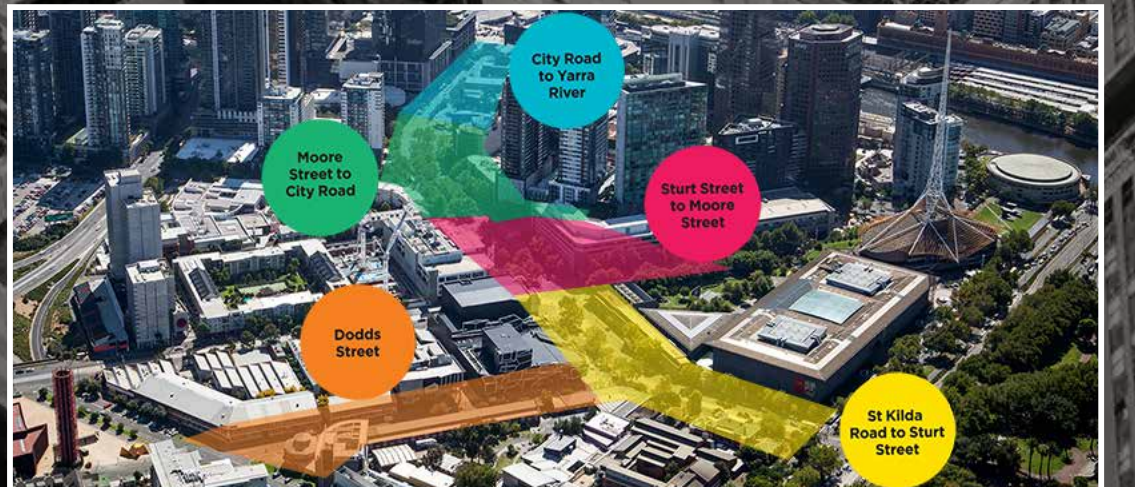 City Road
to Yarra
River
Moore
Street to
City Road
Sturt Street
to Moore
Street
Dodds
Street
St Kilda
Road to Sturt
Street